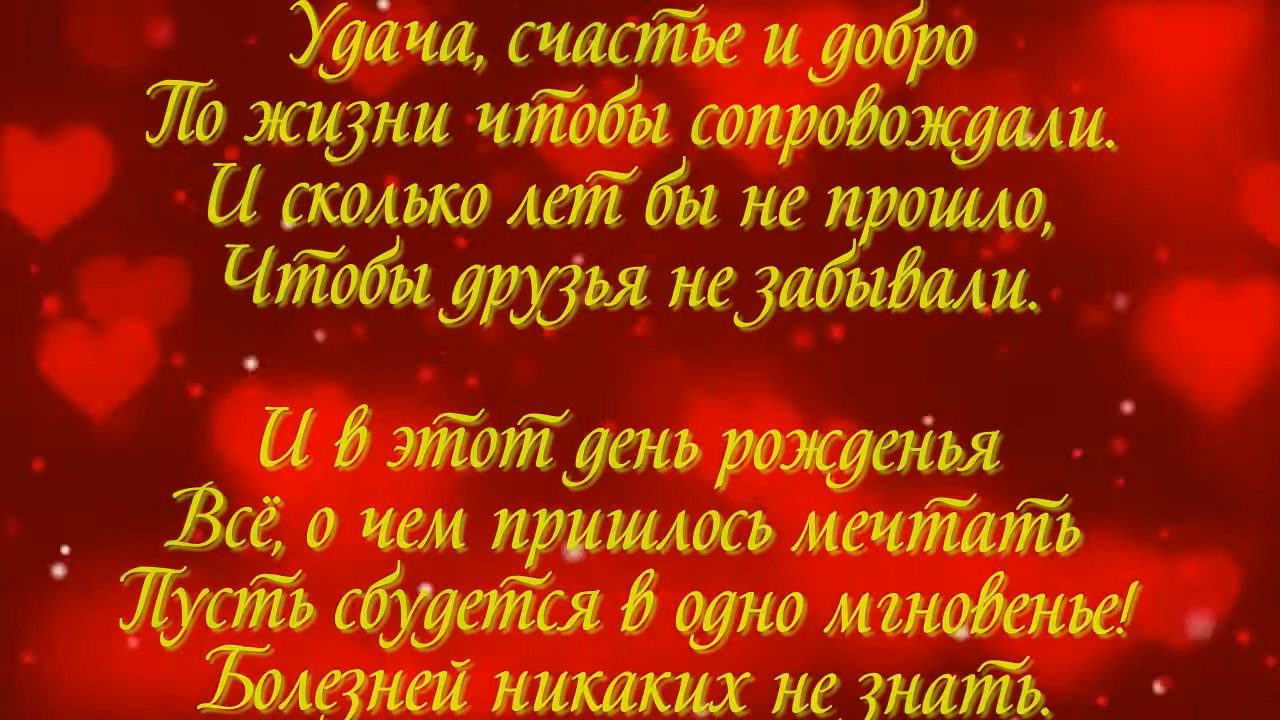 Удача, счастье и добро
По жизни чтобы сопровождали.
И сколько лет бы не прошло,
Чтобы друзья не забывали.
И в этот день рожденья
Всё, о чем пришлось мечтать
Пусть сбудется в одно мгновенье!
Болезней никаких не знать.